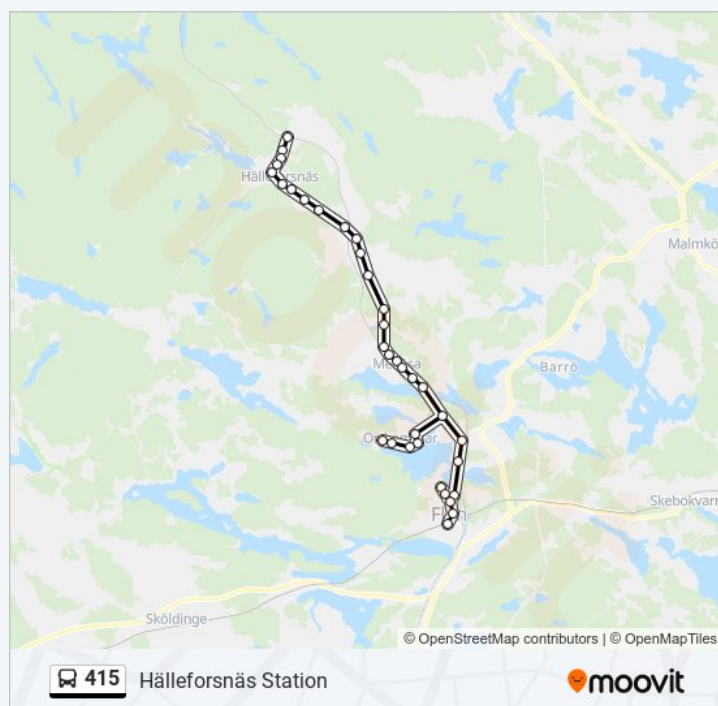 Hälleforsnäs
Malmkö
Barrö
Skebokvarn
Sköldinge
© OpenStreetMap contributors | © OpenMapTiles
415 Hälleforsnäs Station
moovit